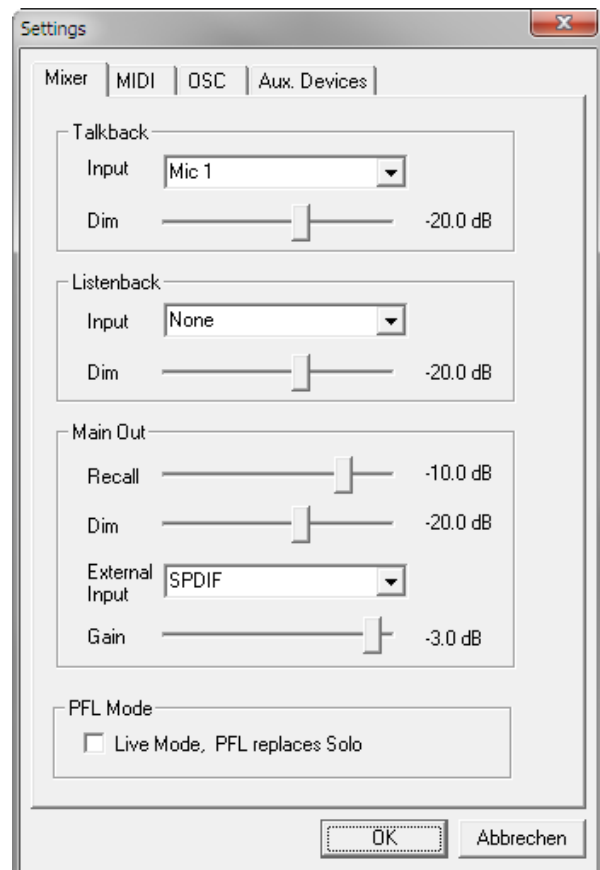 Settings
Mixer MIDI OSC Aux. Devices
Talkback
Input Mic 1
Dim -20.0 dB
Listenback
Input None
Dim -20.0 dB
Main Out
Recall -10.0 dB
Dim -20.0 dB
External Input SPDIF
Gain -3.0 dB
PFL Mode
Live Mode, PFL replaces Solo
OK Abbrechen